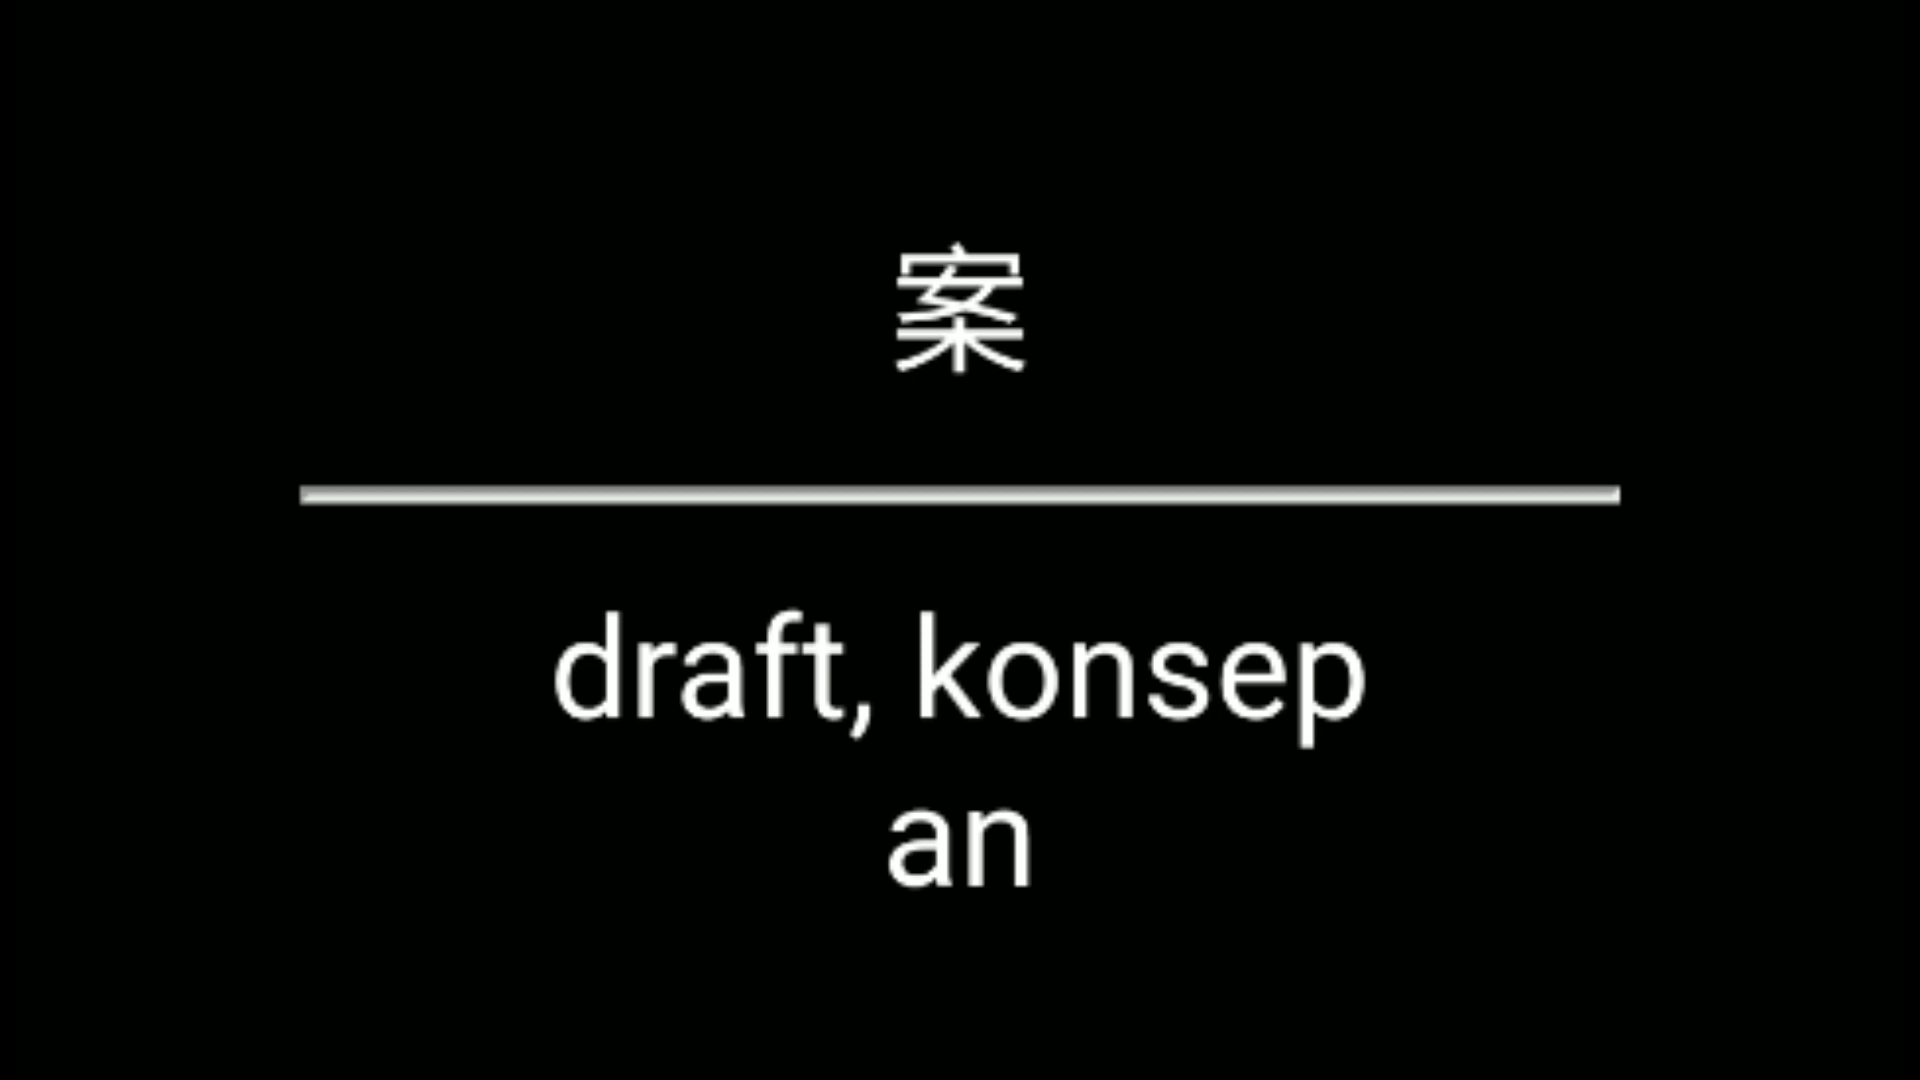 案
draft, konsep
an